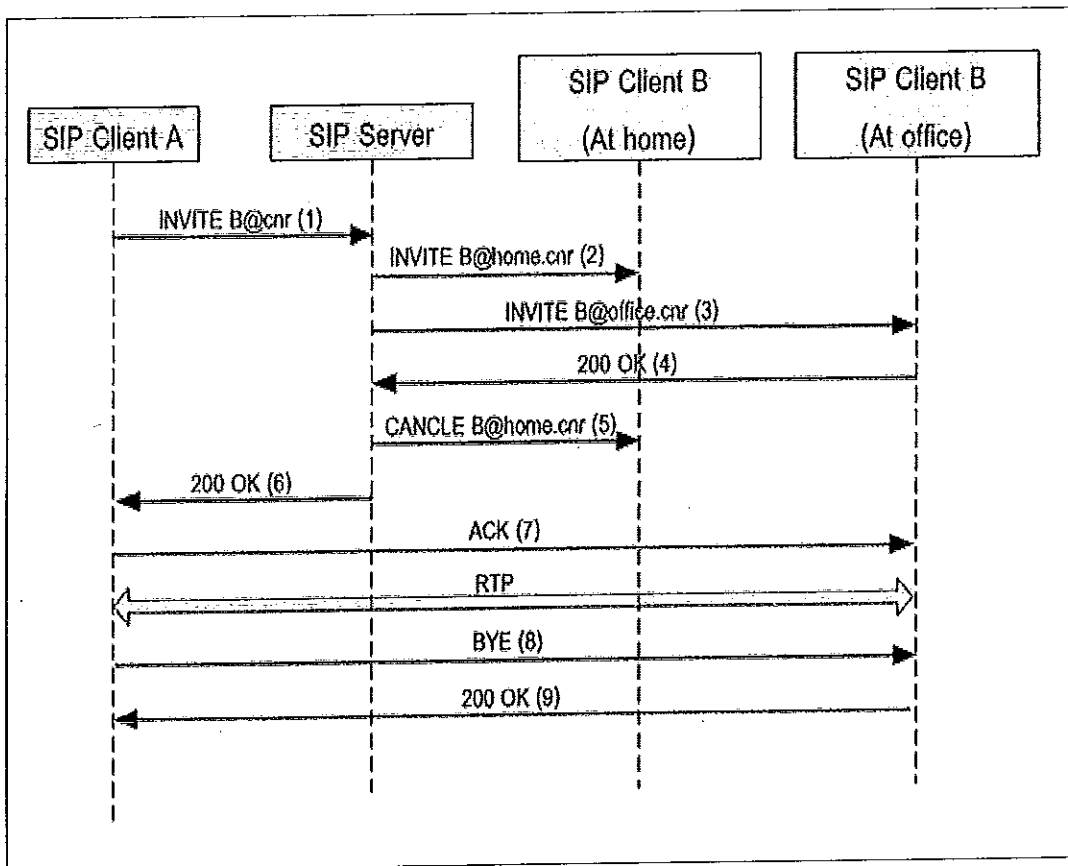 SIP Client A
SIP Server
SIP Client B
(At home)
SIP Client B
(At office)
INVITE B@cnr (1)
INVITE B@home.cnr (2)
INVITE B@office.cnr (3)
200 OK (4)
CANCLE B@home.cnr (5)
200 OK (6)
ACK (7)
RTP
BYE (8)
200 OK (9)